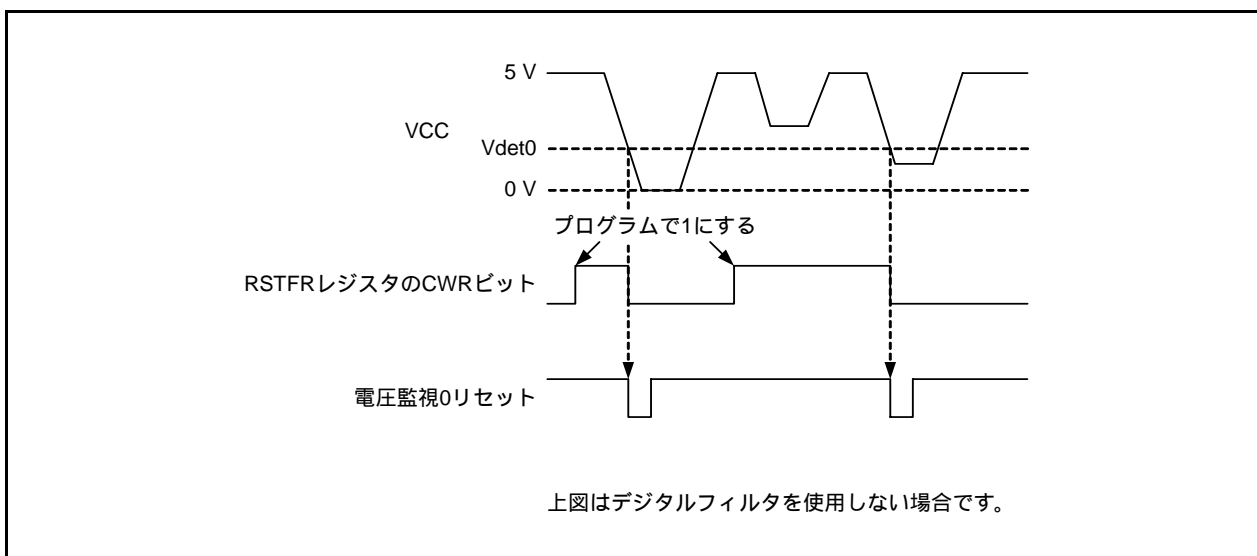 5 V
VCC
Vdet0
0 V
プログラムで1にする
RSTFRレジスタのCWRビット
電圧監視0リセット
上図はデジタルフィルタを使用しない場合です。